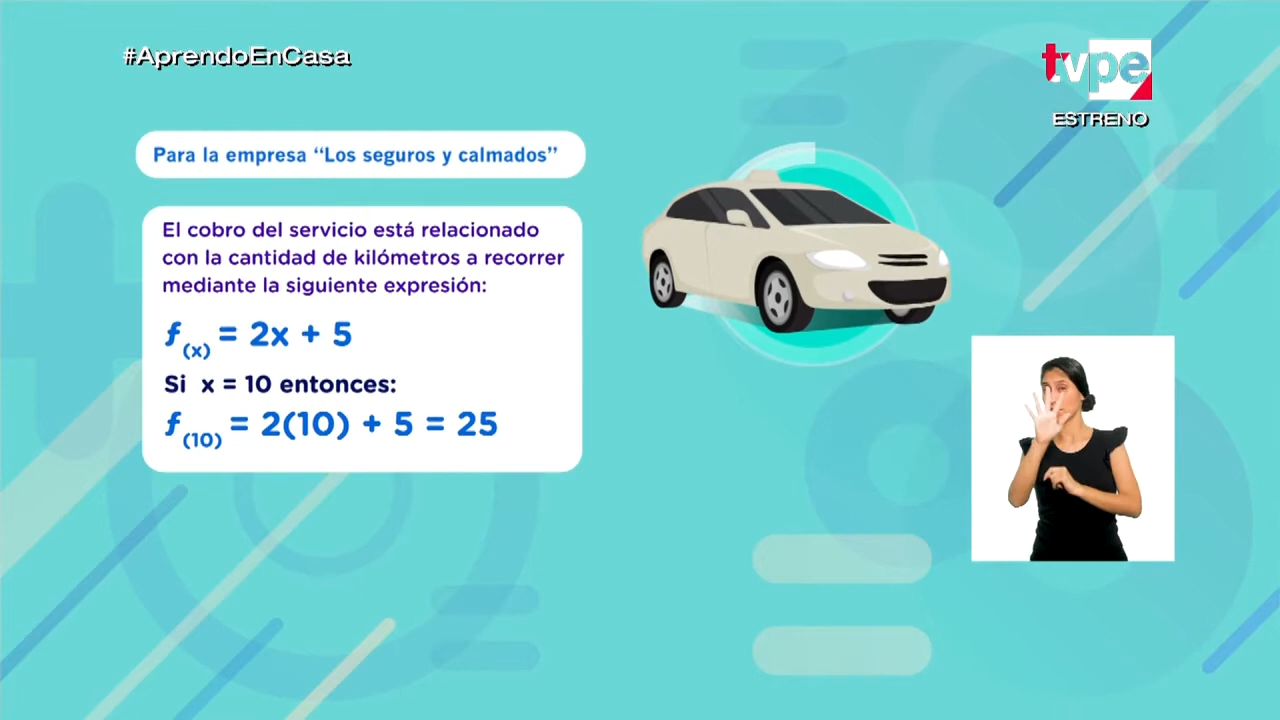 #AprendoEnCasa
tvpe
ESTRENO
Para la empresa “Los seguros y calmados”
El cobro del servicio está relacionado
con la cantidad de kilómetros a recorrer
mediante la siguiente expresión:
f(x) = 2x + 5
Si x = 10 entonces:
f(10) = 2(10) + 5 = 25